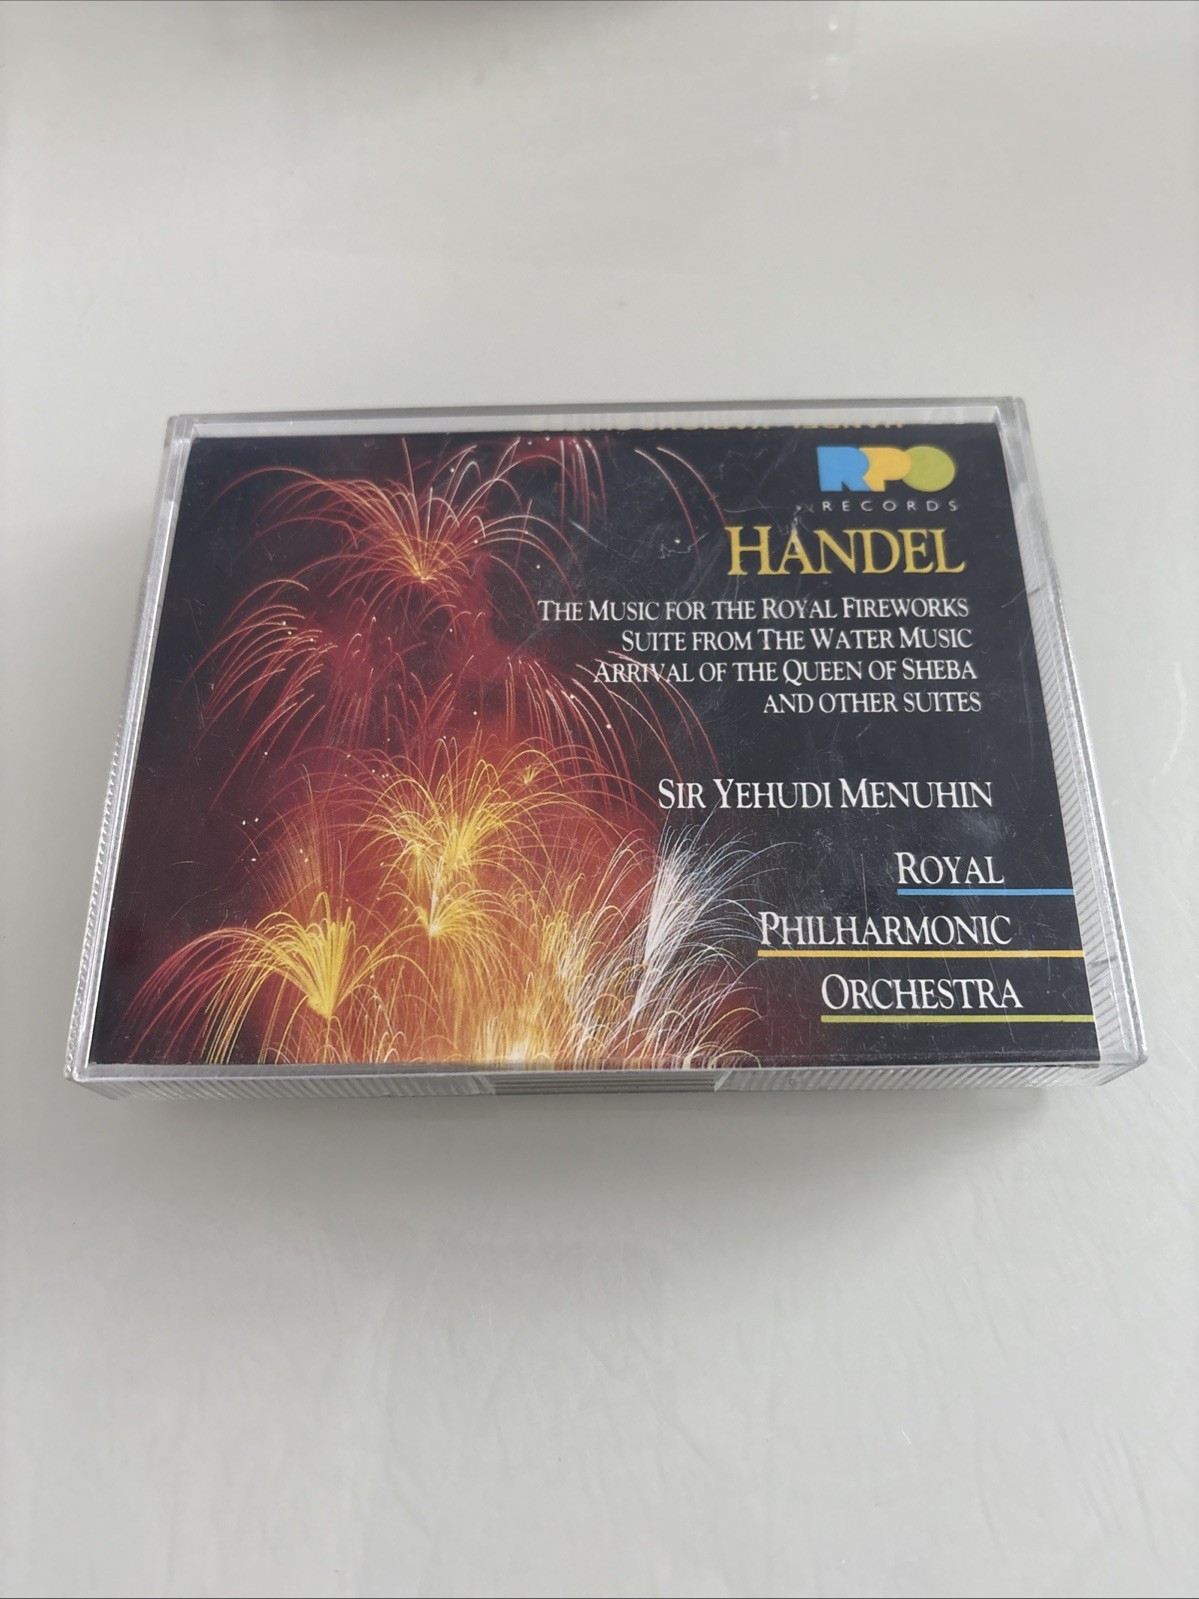 RPO
RECORDS
HANDEL
THE MUSIC FOR THE ROYAL FIREWORKS
SUITE FROM THE WATER MUSIC
ARRIVAL OF THE QUEEN OF SHEBA
AND OTHER SUITES
SIR YEHUDI MENUHIN
ROYAL
PHILHARMONIC
ORCHESTRA